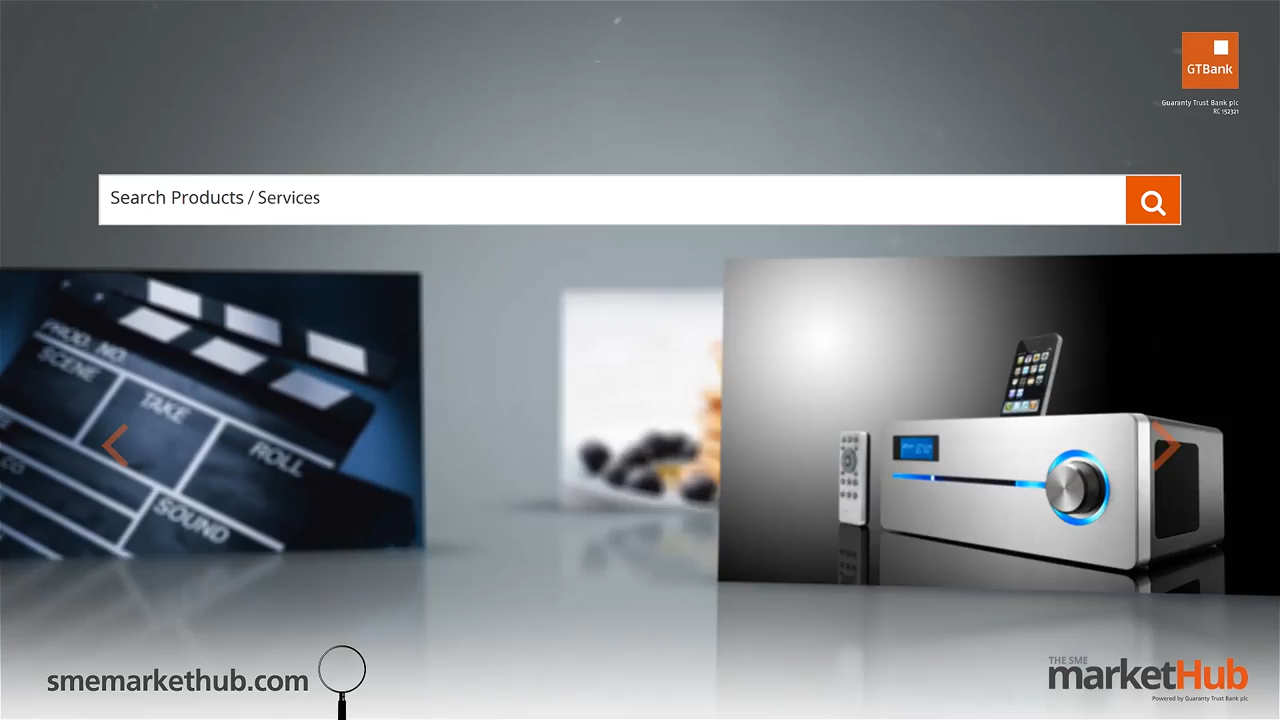 GTBank
Guaranty Trust Bank plc
RC 152321
Search Products / Services
PROD. NO.
SCENE
TAKE
ROLL
SOUND
smemarkethub.com
THE SME
marketHub
Powered by Guaranty Trust Bank plc